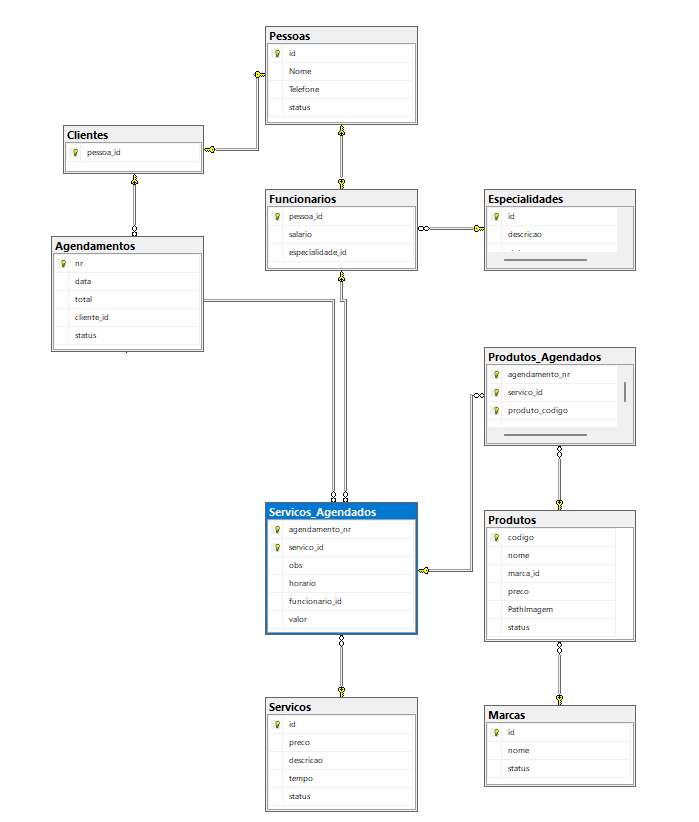 Pessoas
id
Nome
Telefone
status
Clientes
pessoa_id
Funcionarios
pessoa_id
salario
especialidade_id
Especialidades
id
descricao
Agendamentos
nr
data
total
cliente_id
status
Produtos_Agendados
agendamento_nr
servico_id
produto_codigo
Servicos_Agendados
agendamento_nr
servico_id
obs
horario
funcionario_id
valor
Produtos
codigo
nome
marca_id
preco
PathImagem
status
Servicos
id
preco
descricao
tempo
status
Marcas
id
nome
status